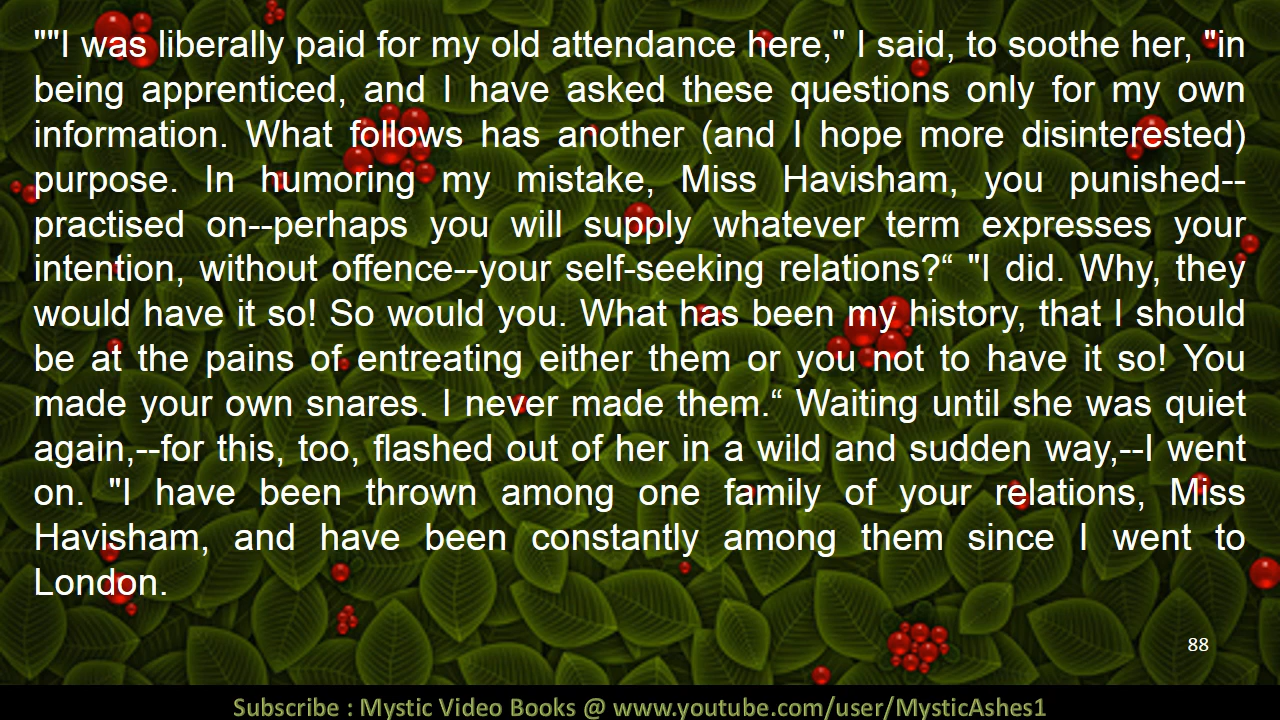 ""I was liberally paid for my old attendance here," I said, to soothe her, "in
being apprenticed, and I have asked these questions only for my own
information. What follows has another (and I hope more disinterested)
purpose. In humoring my mistake, Miss Havisham, you punished--
practised on--perhaps you will supply whatever term expresses your
intention, without offence--your self-seeking relations?“ "I did. Why, they
would have it so! So would you. What has been my history, that I should
be at the pains of entreating either them or you not to have it so! You
made your own snares. I never made them.“ Waiting until she was quiet
again,--for this, too, flashed out of her in a wild and sudden way,--I went
on. "I have been thrown among one family of your relations, Miss
Havisham, and have been constantly among them since I went to
London.
88
Subscribe : Mystic Video Books @ www.youtube.com/user/MysticAshes1